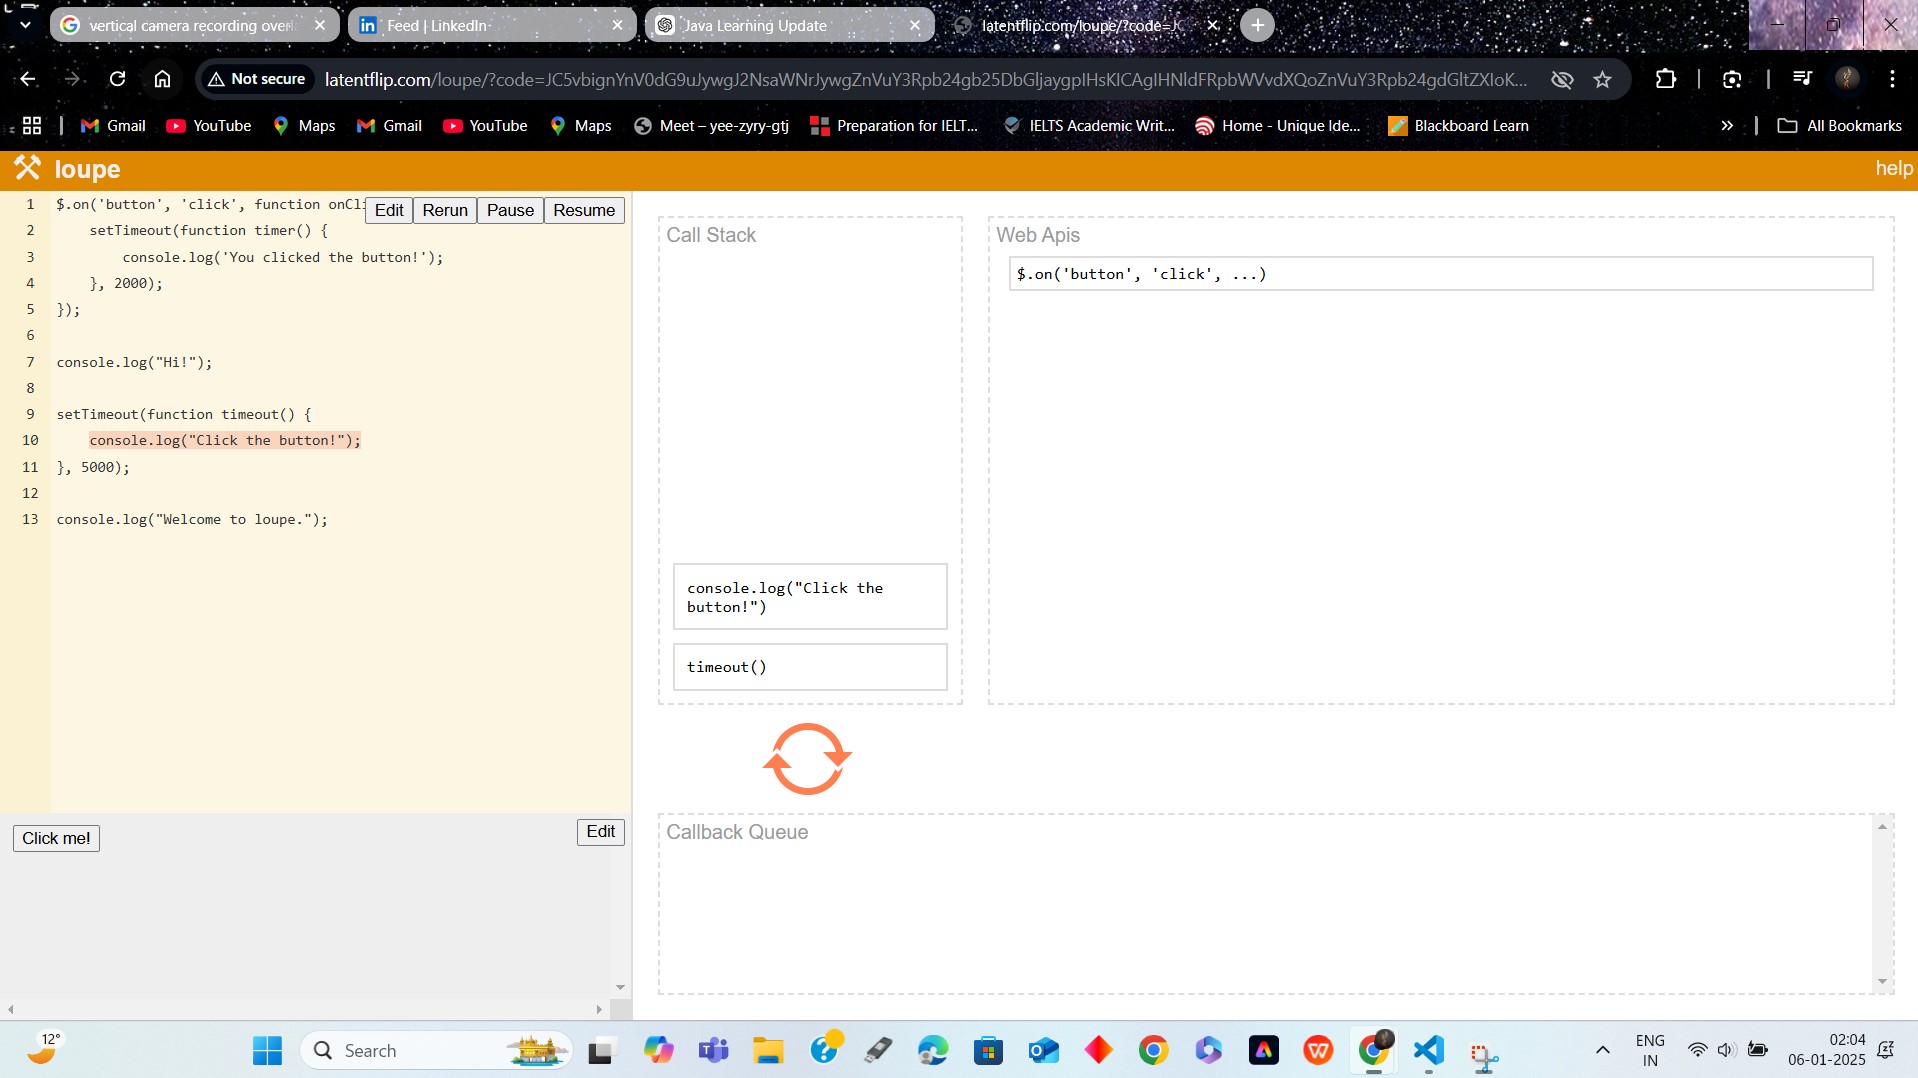 vertical camera recording over
Feed | LinkedIn
Java Learning Update
latentflip.com/loupe/?code=JC
Not secure
latentflip.com/loupe/?code=JC5vbignYnV0dG9uJywgJ2NsaWNrJywgZnVuY3Rpb24gb25DbGljaygpIHsKICAgIHNldFRpbWVvdXQoZnVuY3Rpb24gdGltZXIoK...
Gmail
YouTube
Maps
Gmail
YouTube
Maps
Meet – yee-zyry-gtj
Preparation for IELT...
IELTS Academic Writ...
Home - Unique Ide...
Blackboard Learn
All Bookmarks
loupe
help
Edit Rerun Pause Resume
1 $.on('button', 'click', function onCli
2 setTimeout(function timer() {
3 console.log('You clicked the button!');
4 }, 2000);
5 });
6
7 console.log("Hi!");
8
9 setTimeout(function timeout() {
10 console.log("Click the button!");
11 }, 5000);
12
13 console.log("Welcome to loupe.");
Click me!
Edit
Call Stack
console.log("Click the
button!")
timeout()
Web Apis
$.on('button', 'click', ...)
Callback Queue
12°
Search
ENG
IN
02:04
06-01-2025